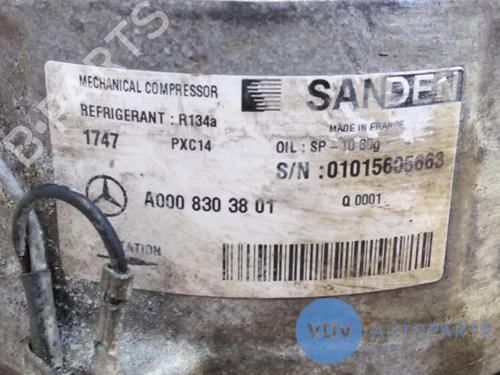 MECHANICAL COMPRESSOR
SANDEN
REFRIGERANT : R134a
MADE IN FRANCE
1747 PXC14
OIL : SP - 10 80g
S/N :01015605663
A000 830 38 01
Q 0001
B-PARTS
VDV AUTOPARTS